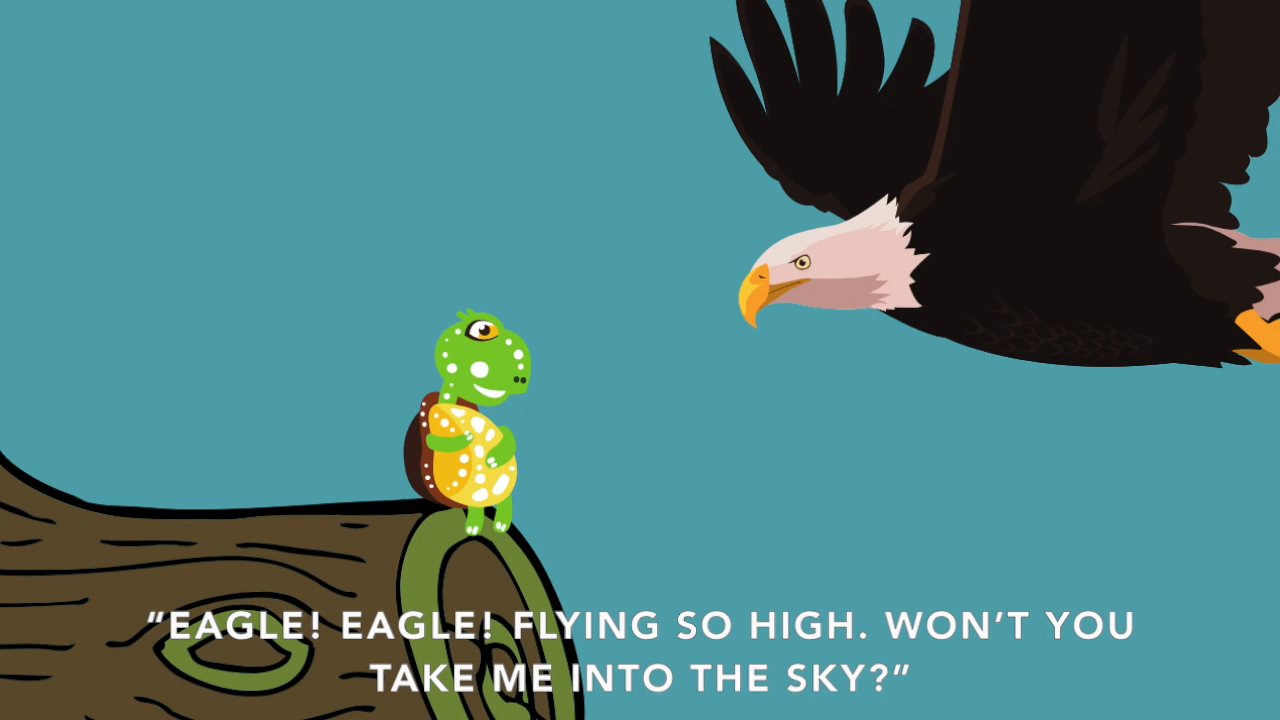 “EAGLE! EAGLE! FLYING SO HIGH. WON’T YOU
TAKE ME INTO THE SKY?”